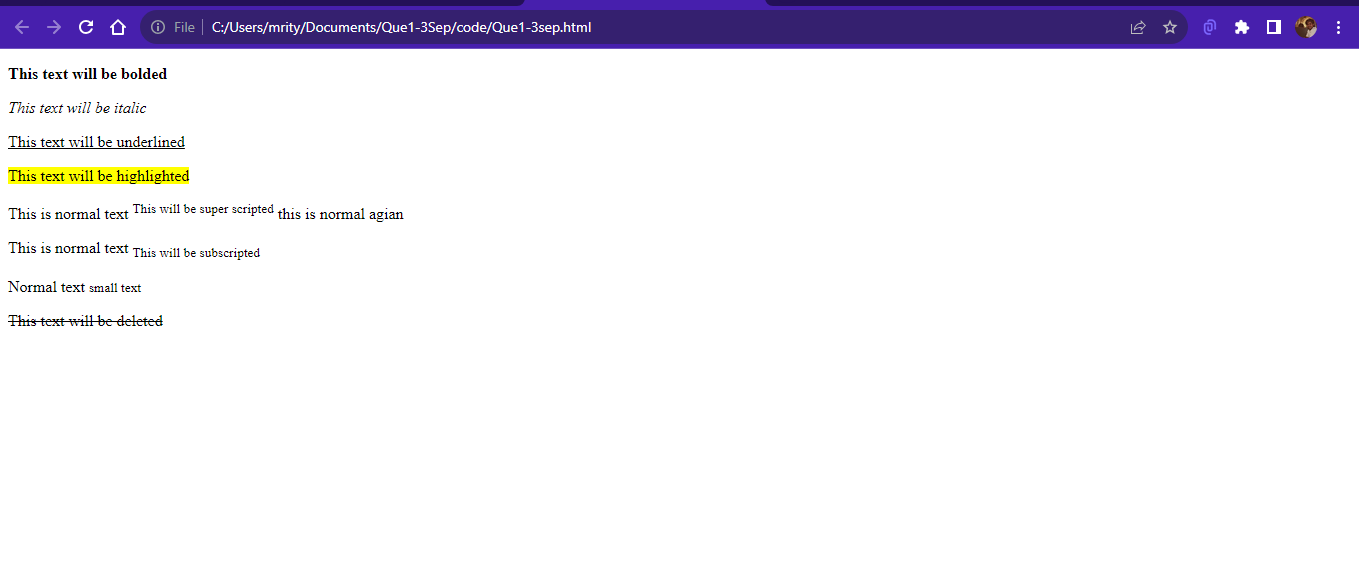 File C:/Users/mrity/Documents/Que1-3Sep/code/Que1-3sep.html
This text will be bolded
This text will be italic
This text will be underlined
This text will be highlighted
This is normal text This will be super scripted this is normal agian
This is normal text This will be subscripted
Normal text small text
This text will be deleted